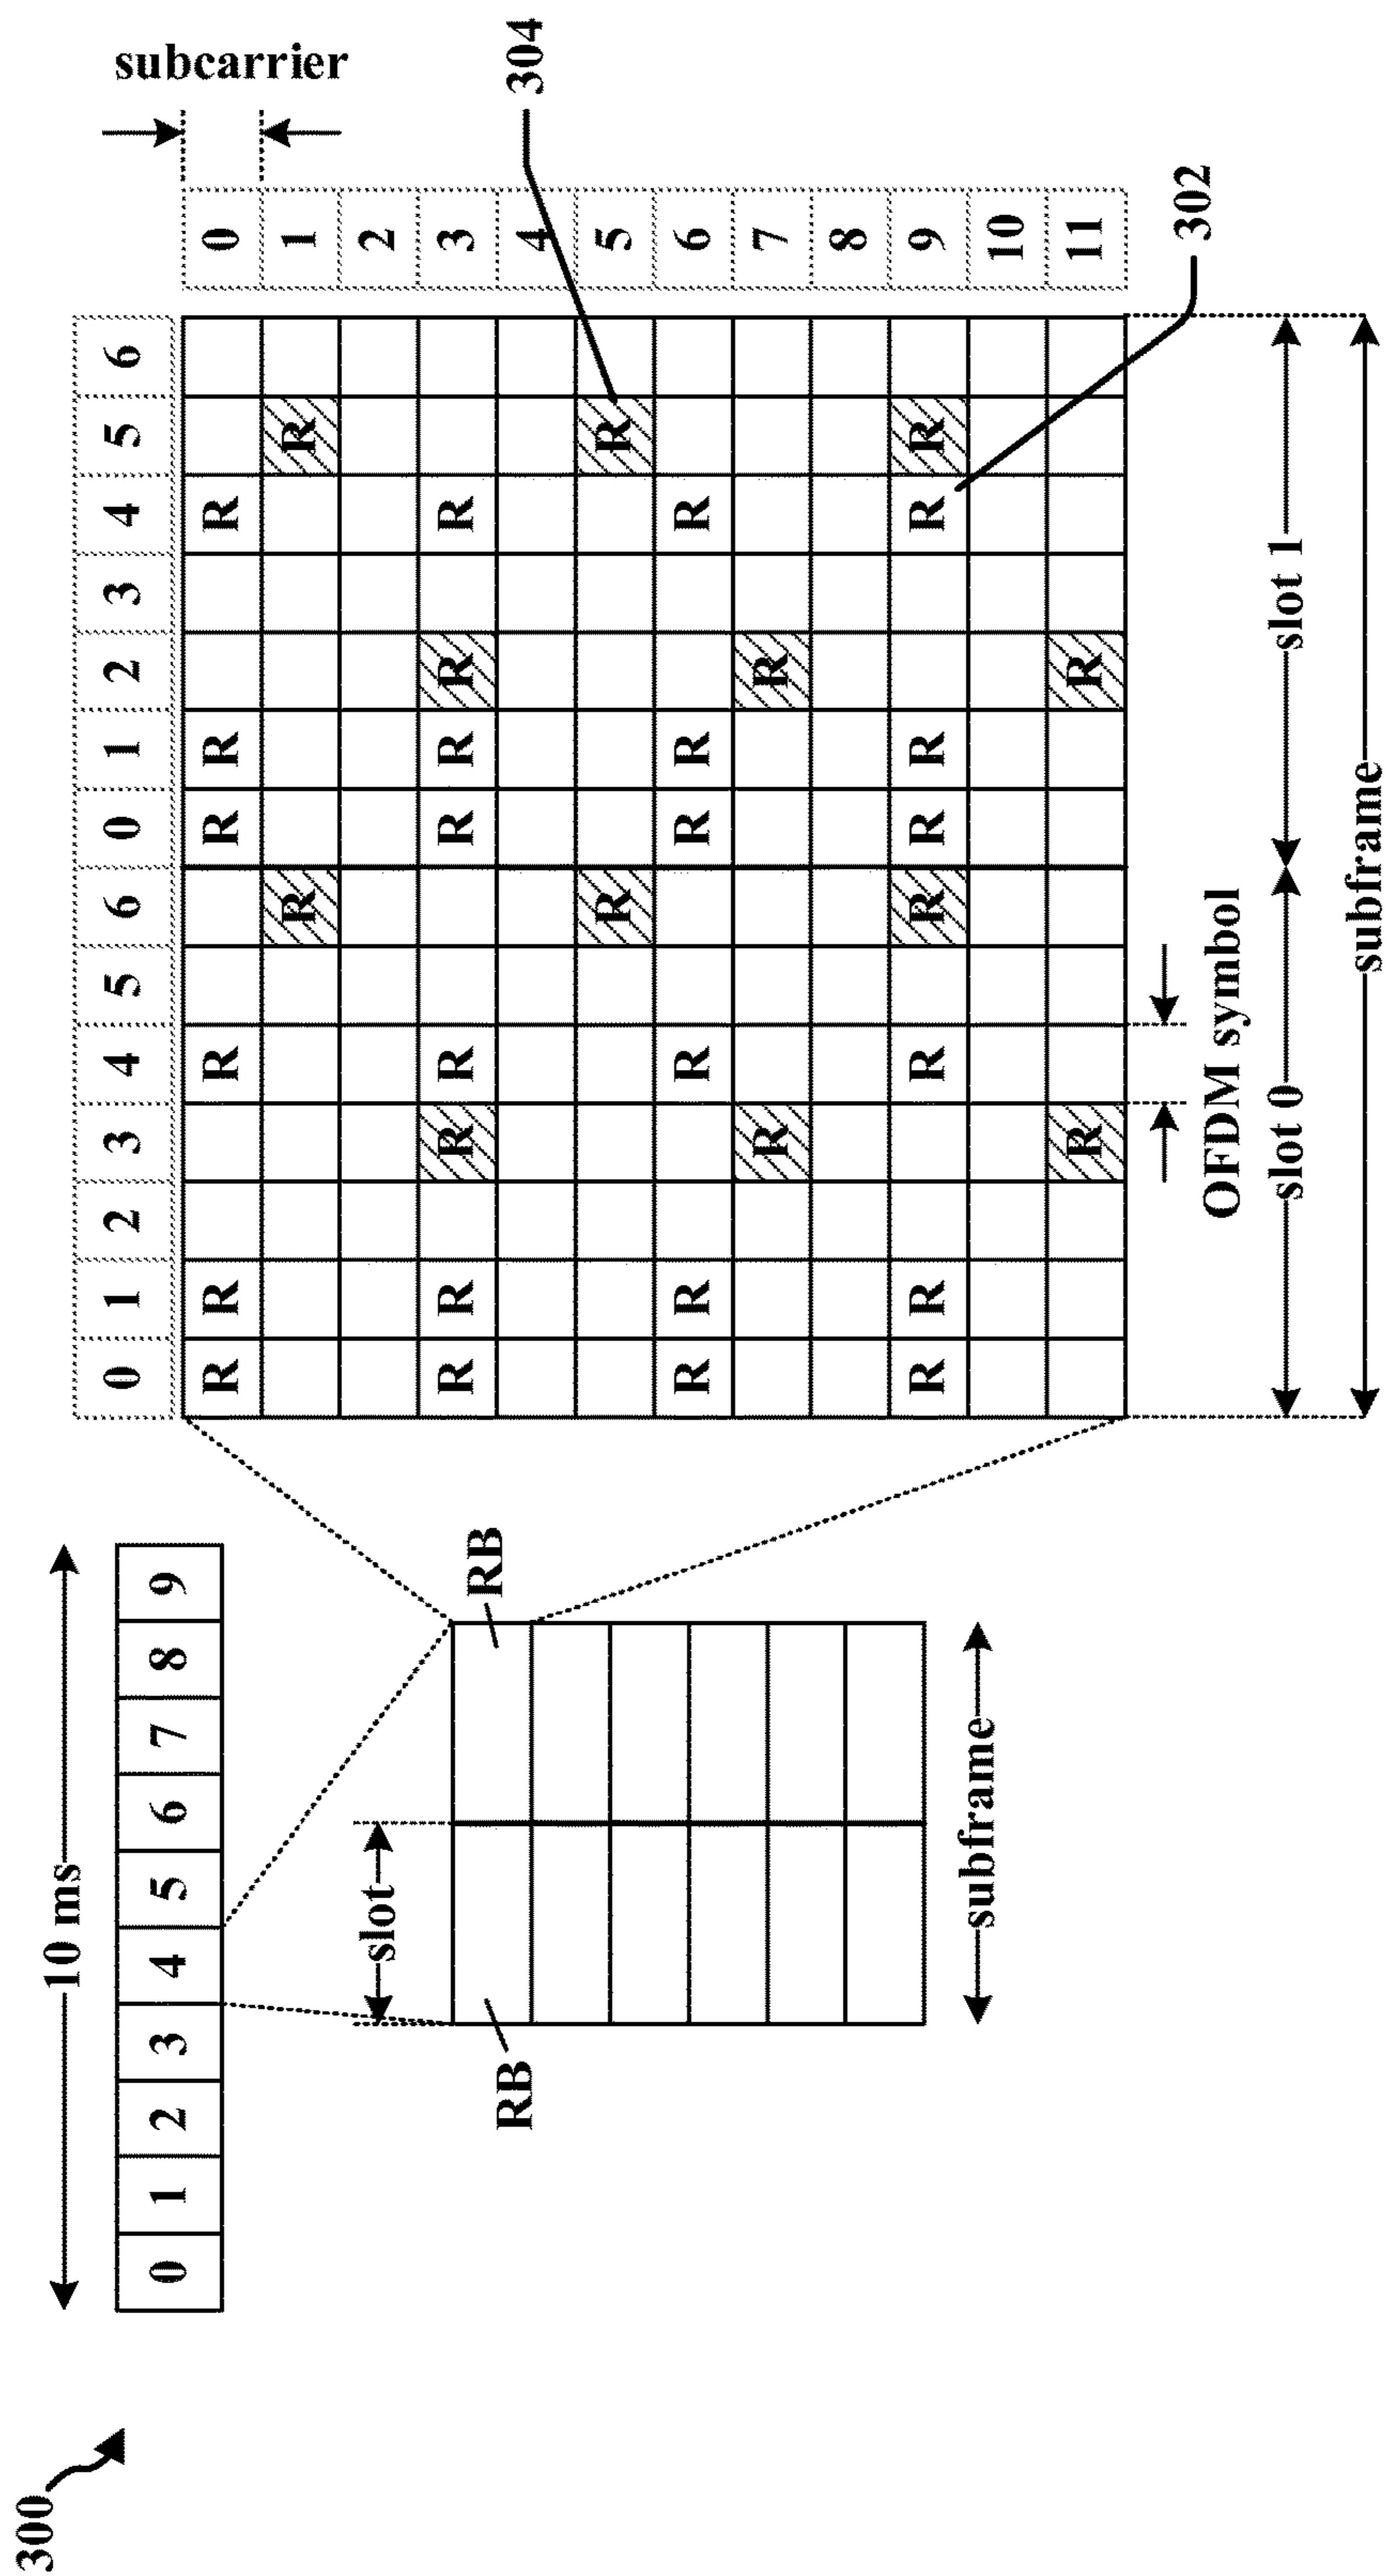 300
10 ms
0 1 2 3 4 5 6 7 8 9
slot
RB
RB
subframe
subcarrier
0 1 2 3 4 5 6 0 1 2 3 4 5 6
R R R R R R 0
R R 1
2
R R R R R R R R 3
4
304
R R 5
R R R R R R 6
R R 7
8
R R R R R R R R 9
10
R R 11
302
OFDM symbol
slot 0 slot 1
subframe